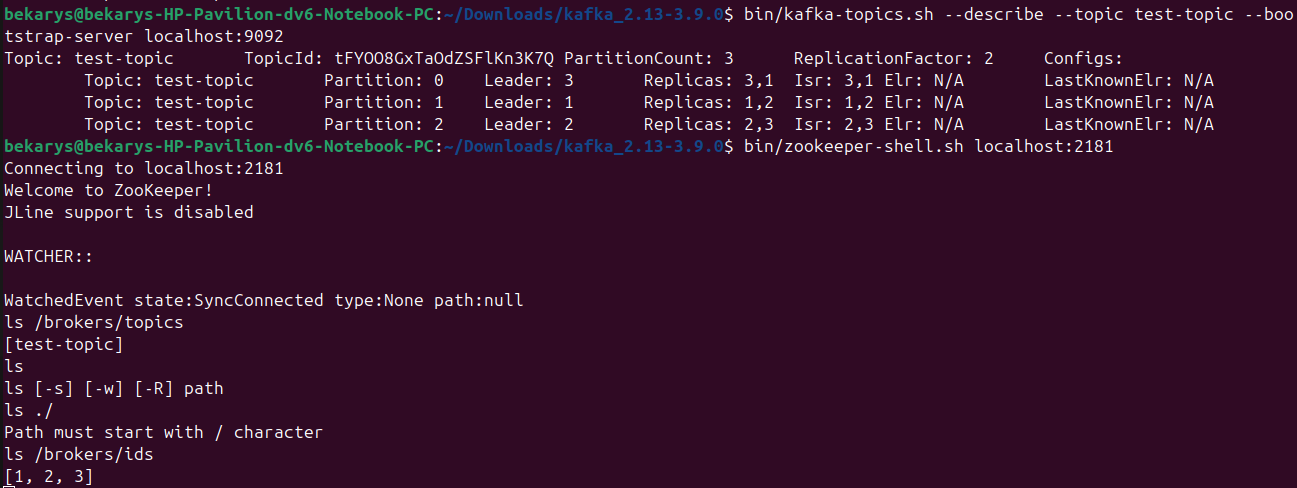 bekarys@bekarys-HP-Pavilion-dv6-Notebook-PC:~/Downloads/kafka_2.13-3.9.0$ bin/kafka-topics.sh --describe --topic test-topic --boo
tstrap-server localhost:9092
Topic: test-topic TopicId: tFYOO8GxTaOdZSFlKn3K7Q PartitionCount: 3 ReplicationFactor: 2 Configs:
Topic: test-topic Partition: 0 Leader: 3 Replicas: 3,1 Isr: 3,1 Elr: N/A LastKnownElr: N/A
Topic: test-topic Partition: 1 Leader: 1 Replicas: 1,2 Isr: 1,2 Elr: N/A LastKnownElr: N/A
Topic: test-topic Partition: 2 Leader: 2 Replicas: 2,3 Isr: 2,3 Elr: N/A LastKnownElr: N/A
bekarys@bekarys-HP-Pavilion-dv6-Notebook-PC:~/Downloads/kafka_2.13-3.9.0$ bin/zookeeper-shell.sh localhost:2181
Connecting to localhost:2181
Welcome to ZooKeeper!
JLine support is disabled
WATCHER::
WatchedEvent state:SyncConnected type:None path:null
ls /brokers/topics
[test-topic]
ls
ls [-s] [-w] [-R] path
ls ./
Path must start with / character
ls /brokers/ids
[1, 2, 3]